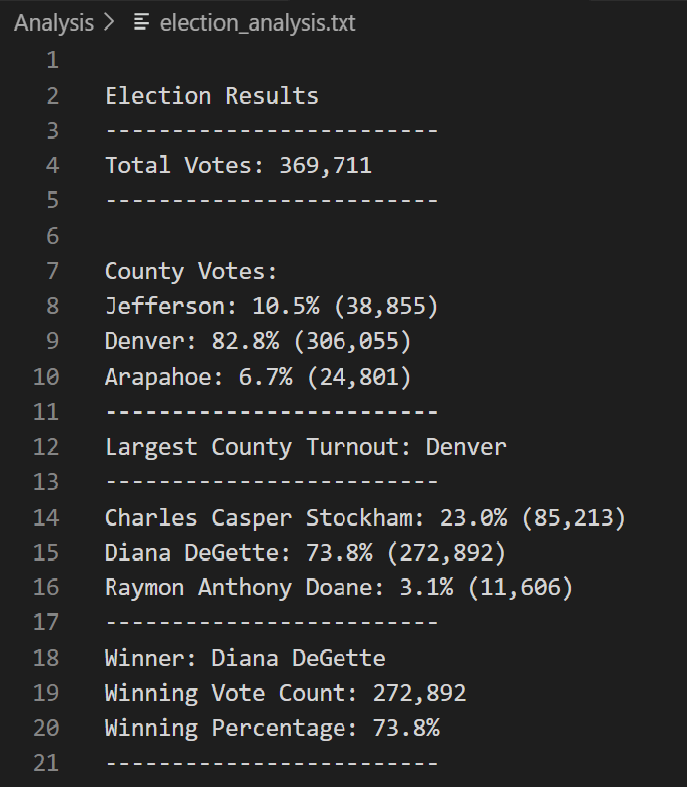 Analysis > election_analysis.txt
1
2 Election Results
3 -------------------------
4 Total Votes: 369,711
5 -------------------------
6
7 County Votes:
8 Jefferson: 10.5% (38,855)
9 Denver: 82.8% (306,055)
10 Arapahoe: 6.7% (24,801)
11 -------------------------
12 Largest County Turnout: Denver
13 -------------------------
14 Charles Casper Stockham: 23.0% (85,213)
15 Diana DeGette: 73.8% (272,892)
16 Raymon Anthony Doane: 3.1% (11,606)
17 -------------------------
18 Winner: Diana DeGette
19 Winning Vote Count: 272,892
20 Winning Percentage: 73.8%
21 -------------------------